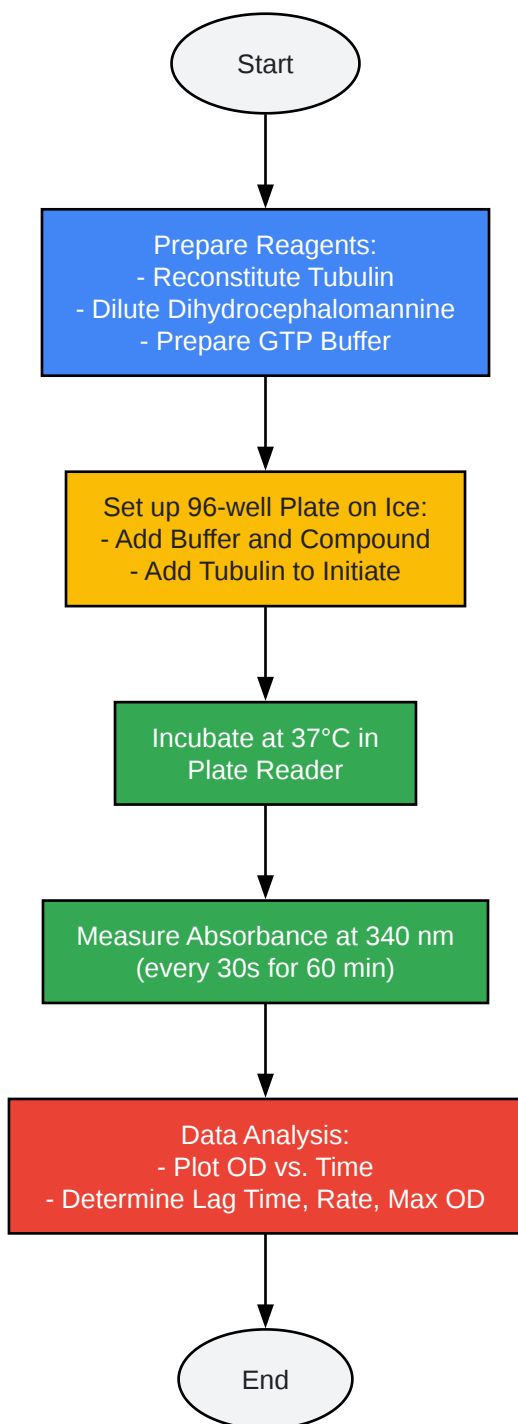 Start
Prepare Reagents:
- Reconstitute Tubulin
- Dilute Dihydrocephalomannine
- Prepare GTP Buffer
Set up 96-well Plate on Ice:
- Add Buffer and Compound
- Add Tubulin to Initiate
Incubate at 37°C in
Plate Reader
Measure Absorbance at 340 nm
(every 30s for 60 min)
Data Analysis:
- Plot OD vs. Time
- Determine Lag Time, Rate, Max OD
End